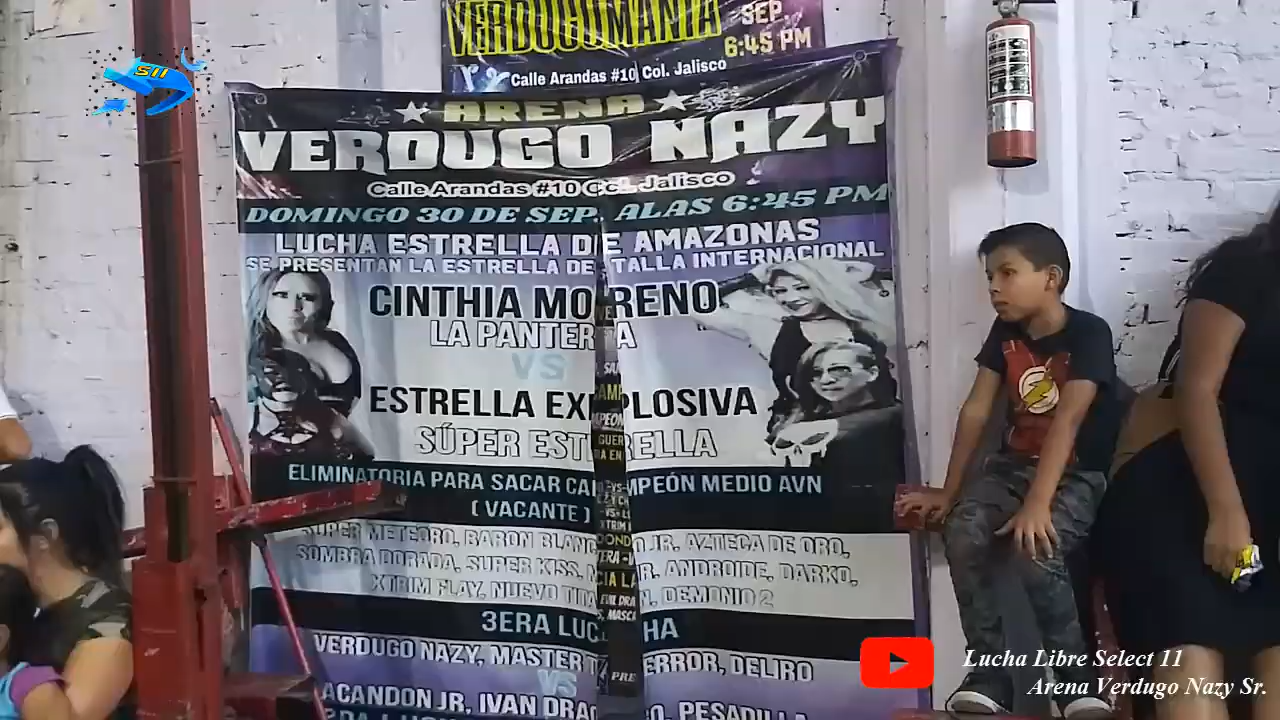 VERDUGOMANIA
SEP.
6:45 PM
Calle Arandas #10 Col. Jalisco
S11
ARENA
VERDUGO NAZY
Calle Arandas #10 Col. Jalisco
DOMINGO 30 DE SEP. ALAS 6:45 PM
LUCHA ESTRELLA DE AMAZONAS
SE PRESENTAN LA ESTRELLA DE TALLA INTERNACIONAL
CINTHIA MORENO
LA PANTERA
VS
ESTRELLA EXPLOSIVA
SÚPER ESTRELLA
ELIMINATORIA PARA SACAR CAMPEÓN MEDIO AVN
( VACANTE )
SUPER METEORO, BARON BLANCO JR. AZTECA DE ORO,
SOMBRA DORADA, SUPER KISS, R. ANDROIDE, DARKO,
XTRIM FLAY, NUEVO N. DEMONIO 2
3ERA LUCHA
VERDUGO NAZY, MASTER TERROR, DELIRO
VS
ACANDON JR, IVAN DRAGO, PESADILLA
PRE
Lucha Libre Select 11
Arena Verdugo Nazy Sr.